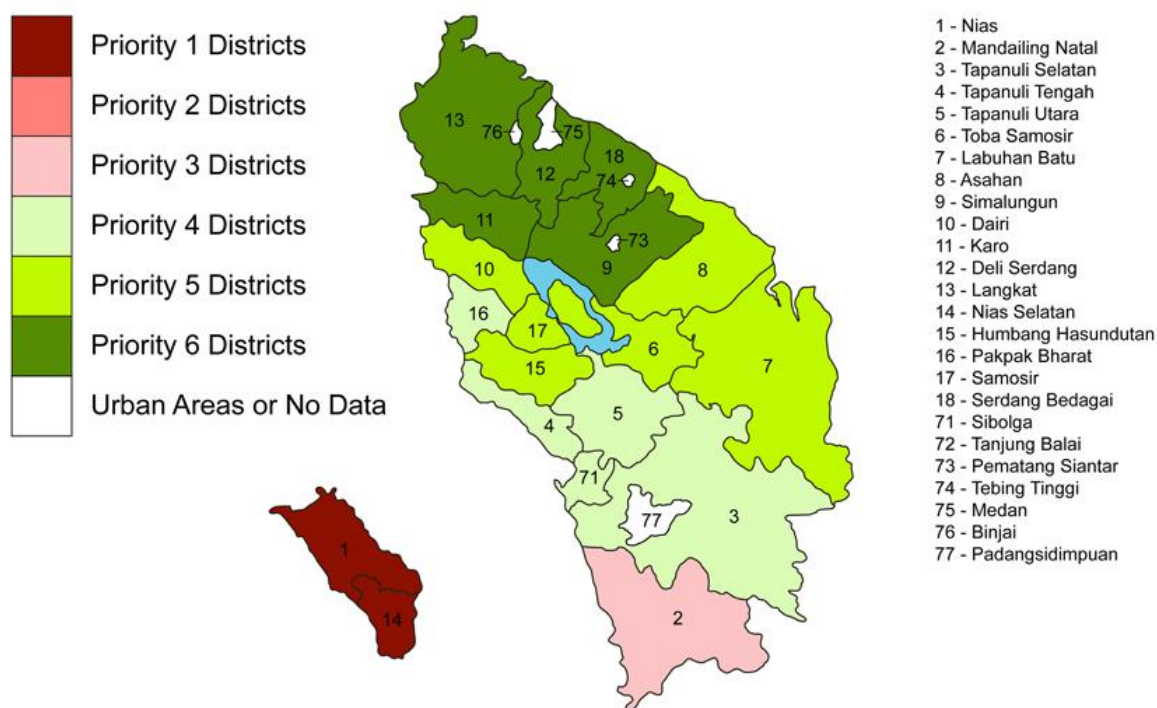 Priority 1 Districts
Priority 2 Districts
Priority 3 Districts
Priority 4 Districts
Priority 5 Districts
Priority 6 Districts
Urban Areas or No Data
13
76
75
18
12
74
11
73
9
10
8
16
17
6
15
7
5
4
71
77
3
1
14
2
1 - Nias
2 - Mandailing Natal
3 - Tapanuli Selatan
4 - Tapanuli Tengah
5 - Tapanuli Utara
6 - Toba Samosir
7 - Labuhan Batu
8 - Asahan
9 - Simalungun
10 - Dairi
11 - Karo
12 - Deli Serdang
13 - Langkat
14 - Nias Selatan
15 - Humbang Hasundutan
16 - Pakpak Bharat
17 - Samosir
18 - Serdang Bedagai
71 - Sibolga
72 - Tanjung Balai
73 - Pematang Siantar
74 - Tebing Tinggi
75 - Medan
76 - Binjai
77 - Padangsidimpuan